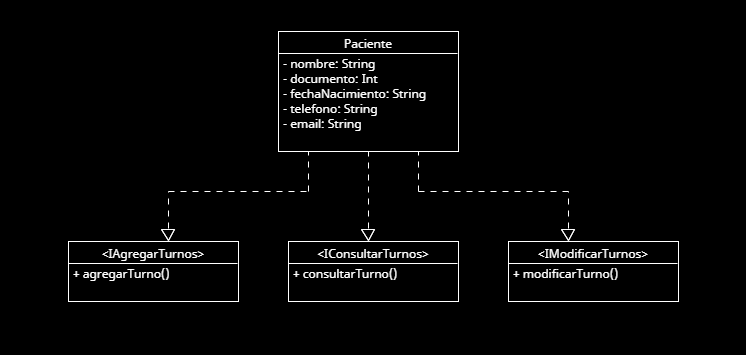 Paciente
- nombre: String
- documento: Int
- fechaNacimiento: String
- telefono: String
- email: String
<IAgregarTurnos>
+ agregarTurno()
<IConsultarTurnos>
+ consultarTurno()
<IModificarTurnos>
+ modificarTurno()